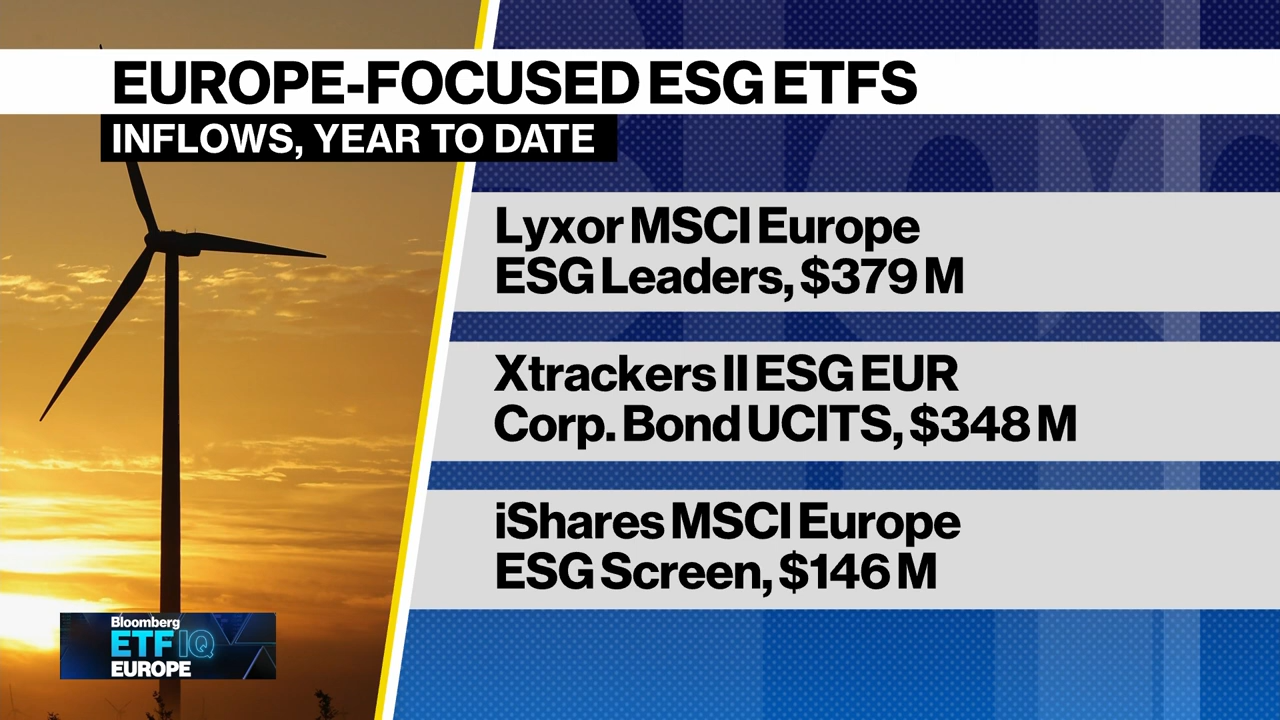 EUROPE-FOCUSED ESG ETFS
INFLOWS, YEAR TO DATE
Lyxor MSCI Europe
ESG Leaders, $379 M
Xtrackers II ESG EUR
Corp. Bond UCITS, $348 M
iShares MSCI Europe
ESG Screen, $146 M
Bloomberg
ETF IQ
EUROPE